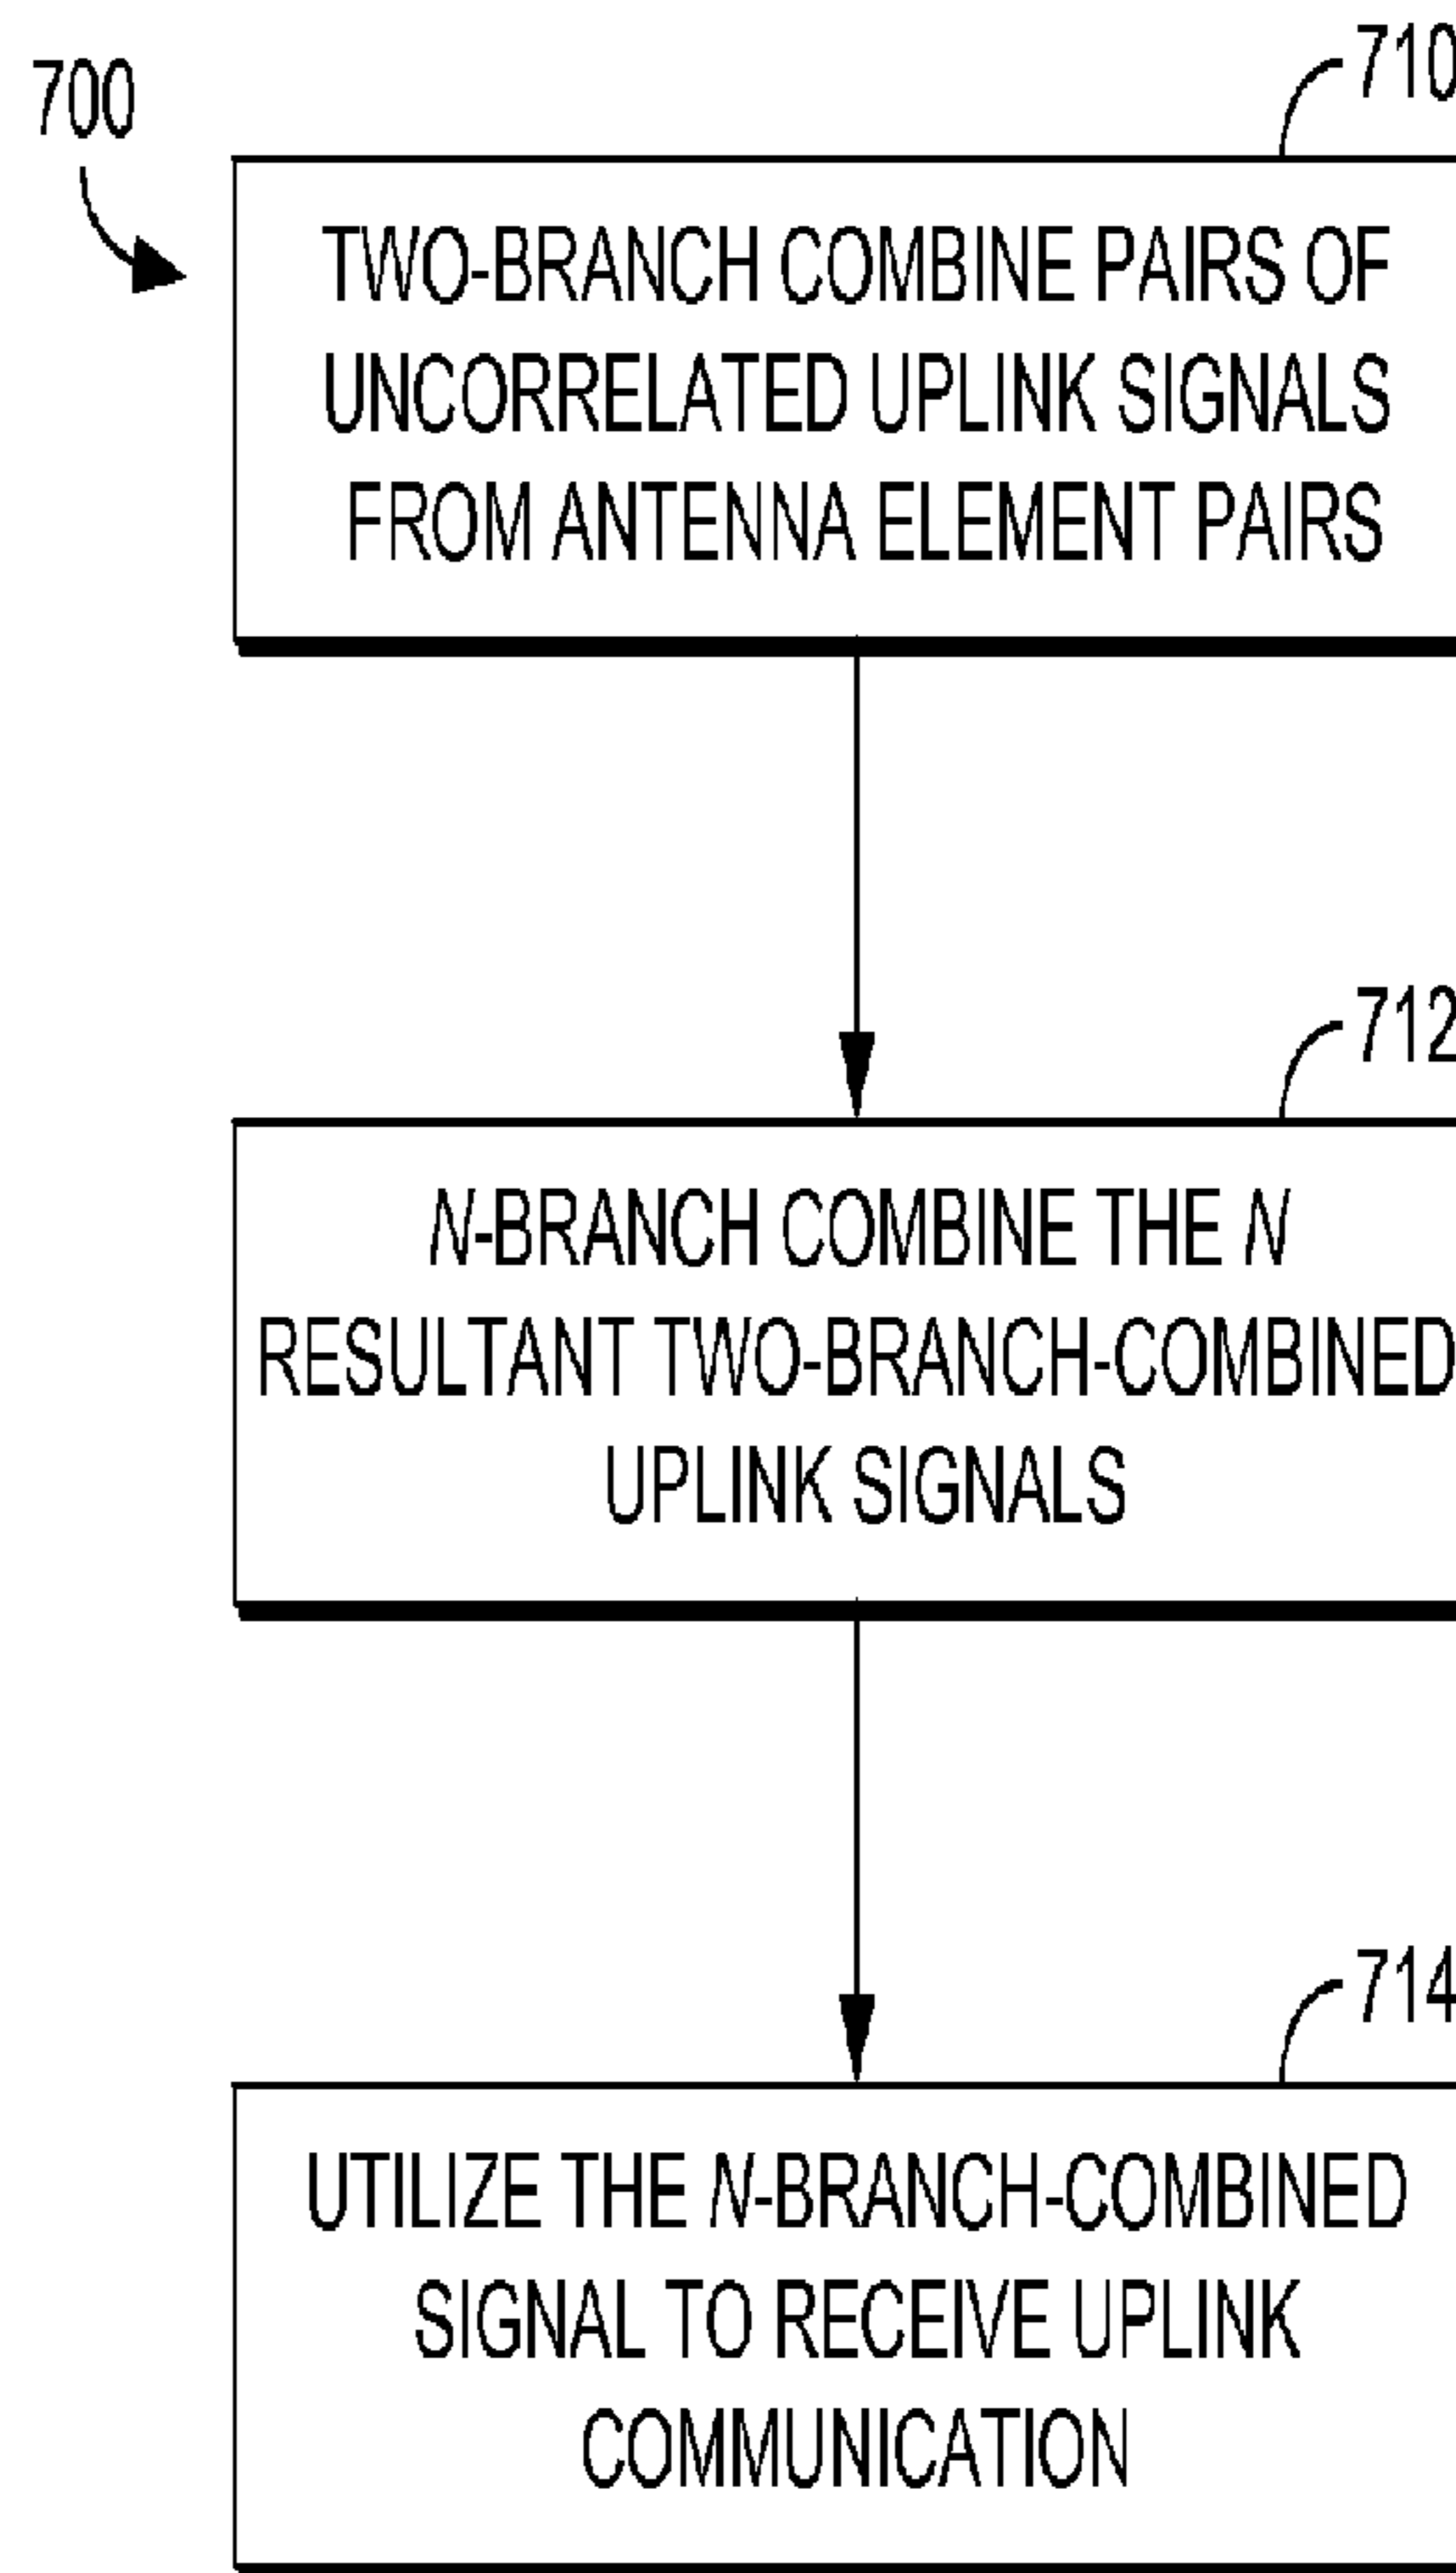 700
710
TWO-BRANCH COMBINE PAIRS OF
UNCORRELATED UPLINK SIGNALS
FROM ANTENNA ELEMENT PAIRS
712
N-BRANCH COMBINE THE N
RESULTANT TWO-BRANCH-COMBINED
UPLINK SIGNALS
714
UTILIZE THE N-BRANCH-COMBINED
SIGNAL TO RECEIVE UPLINK
COMMUNICATION